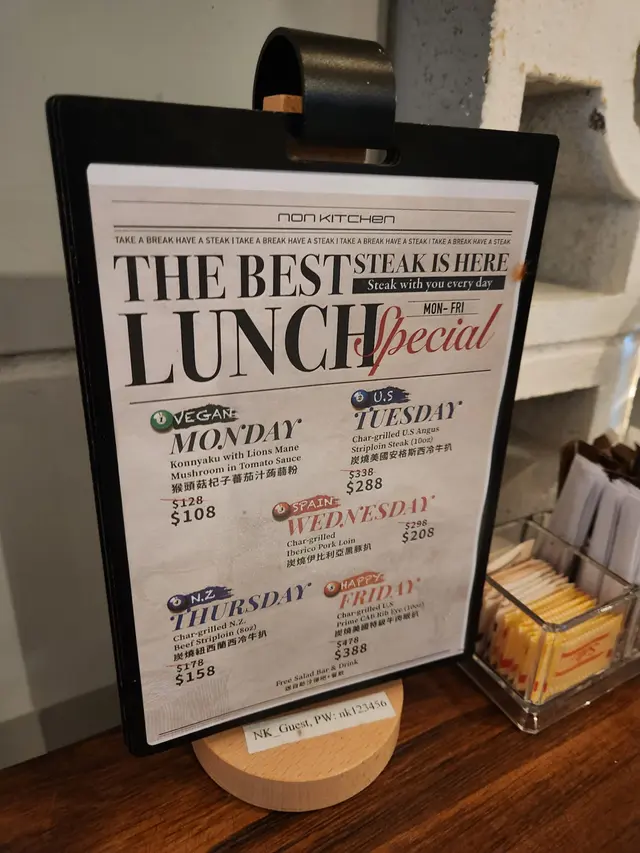 non kitchen
TAKE A BREAK HAVE A STEAK | TAKE A BREAK HAVE A STEAK | TAKE A BREAK HAVE A STEAK | TAKE A BREAK HAVE A STEAK
THE BEST STEAK IS HERE
Steak with you every day
LUNCH Special
MON- FRI
VEGAN
MONDAY
Konnyaku with Lions Mane
Mushroom in Tomato Sauce
猴頭菇杞子蕃茄汁蒟蒻粉
$128
$108
U.S
TUESDAY
Char-grilled U.S Angus
Striploin Steak (10oz)
炭燒美國安格斯西冷牛扒
$338
$288
SPAIN
WEDNESDAY
Char-grilled
Iberico Pork Loin
炭燒伊比利亞黑豚扒
$298
$208
N.Z
THURSDAY
Char-grilled N.Z.
Beef Striploin (8oz)
炭燒紐西蘭西冷牛扒
$178
$158
HAPPY
FRIDAY
Char-grilled U.S
Prime CAB Rib Eye (10oz)
炭燒美國特級牛肉眼扒
$478
$388
Free Salad Bar & Drink
NK_Guest, PW: nk123456